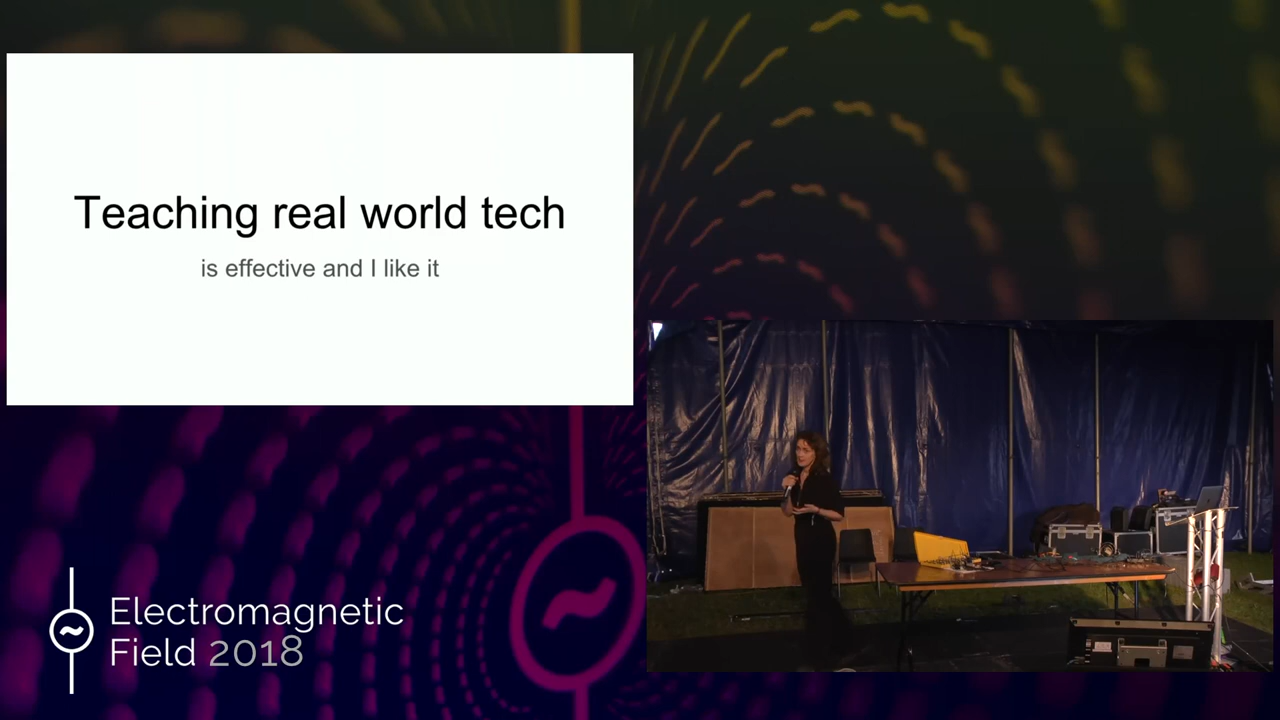 Teaching real world tech
is effective and I like it
Electromagnetic
Field 2018